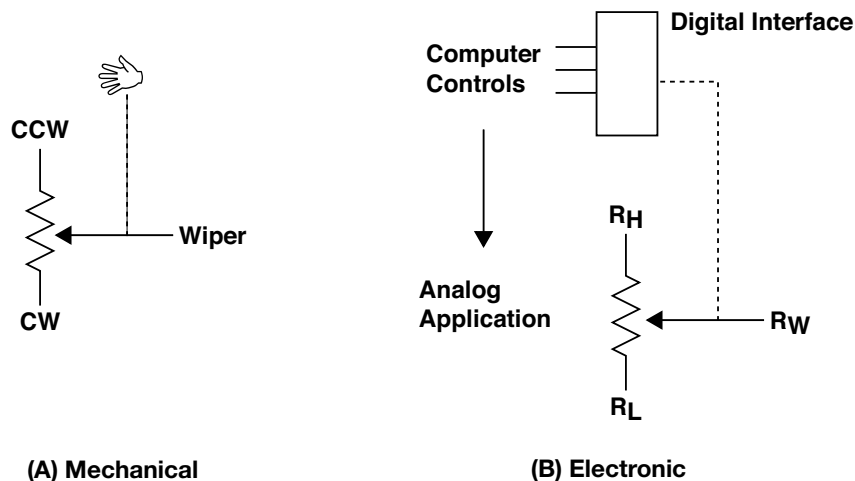 CCW
Wiper
CW
(A) Mechanical
Digital Interface
Computer
Controls
Analog
Application
RH
RW
RL
(B) Electronic